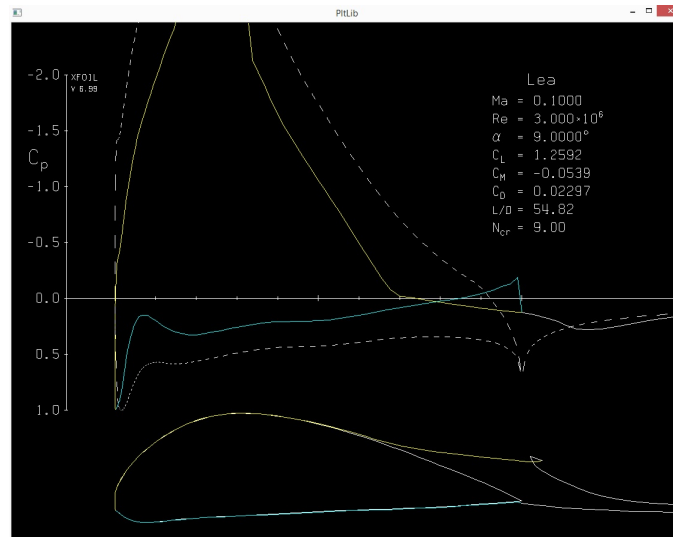 PltLib
XFOIL
V 6.99
-2.0
-1.5
Cp
-1.0
-0.5
0.0
0.5
1.0
Lea
Ma = 0.1000
Re = 3.000×10⁶
α = 9.0000°
CL = 1.2592
CM = -0.0539
CD = 0.02297
L/D = 54.82
Ncr = 9.00